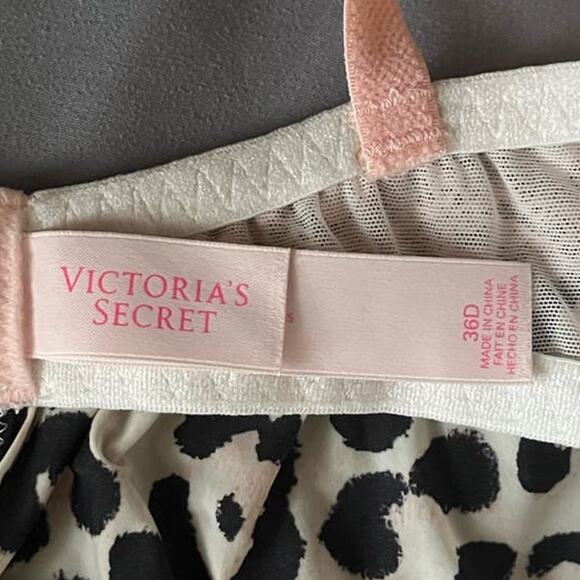 VICTORIA'S
SECRET
36D
MADE IN CHINA
FAIT EN CHINE
HECHO EN CHINA